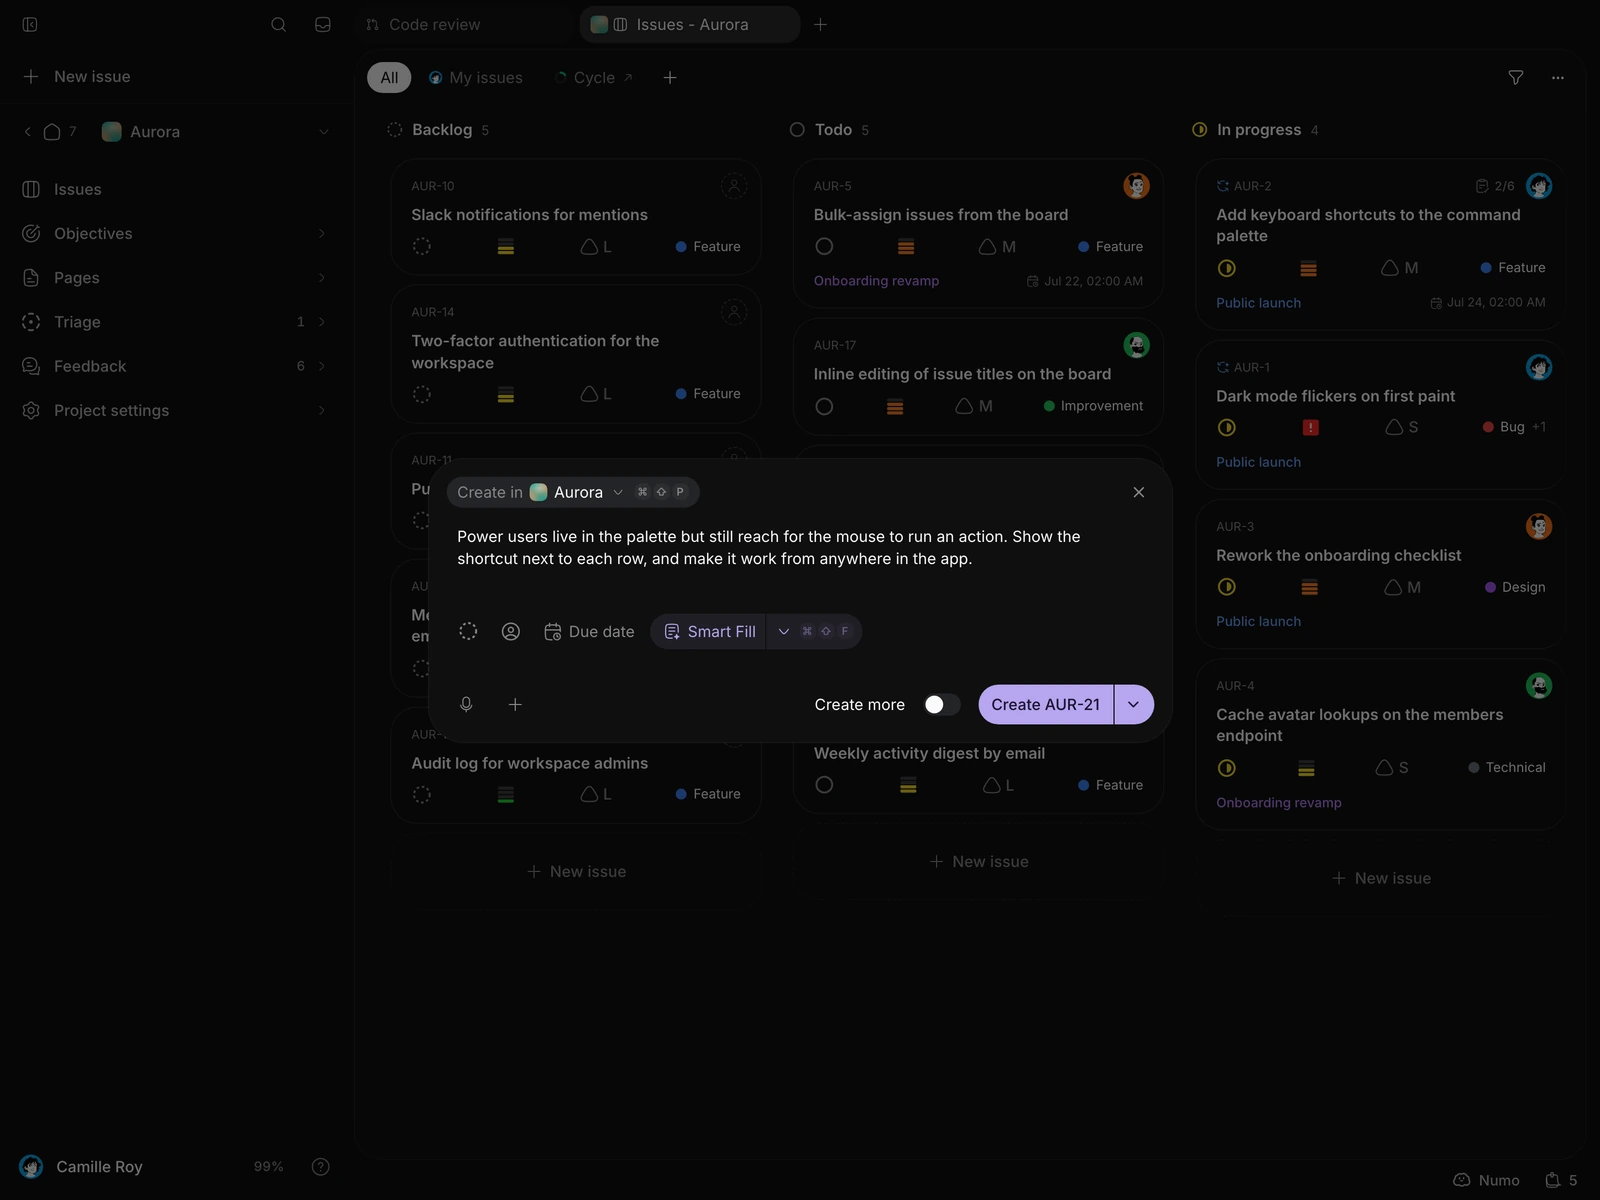 Code review
Issues - Aurora
New issue
All
My issues
Cycle
7
Aurora
Issues
Objectives
Pages
Triage 1
Feedback 6
Project settings
Backlog 5
AUR-10
Slack notifications for mentions
L
Feature
AUR-14
Two-factor authentication for the
workspace
L
Feature
AUR-11
Pu
AU
Me
em
AUR-
Audit log for workspace admins
L
Feature
New issue
Todo 5
AUR-5
Bulk-assign issues from the board
M
Feature
Onboarding revamp
Jul 22, 02:00 AM
AUR-17
Inline editing of issue titles on the board
M
Improvement
Weekly activity digest by email
L
Feature
New issue
In progress 4
AUR-2
2/6
Add keyboard shortcuts to the command
palette
M
Feature
Public launch
Jul 24, 02:00 AM
AUR-1
Dark mode flickers on first paint
S
Bug +1
Public launch
AUR-3
Rework the onboarding checklist
M
Design
Public launch
AUR-4
Cache avatar lookups on the members
endpoint
S
Technical
Onboarding revamp
New issue
Create in Aurora ⌘ ⇧ P
Power users live in the palette but still reach for the mouse to run an action. Show the
shortcut next to each row, and make it work from anywhere in the app.
Due date
Smart Fill ⌘ ⇧ F
Create more
Create AUR-21
Camille Roy
99%
Numo
5